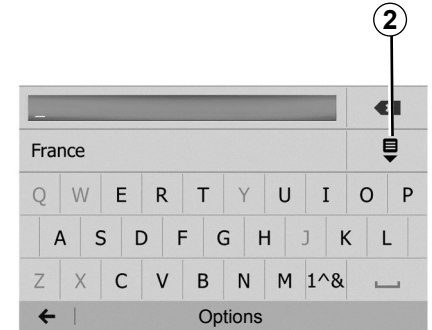 2
_
France
Q W E R T Y U I O P
A S D F G H J K L
Z X C V B N M 1^&
Options